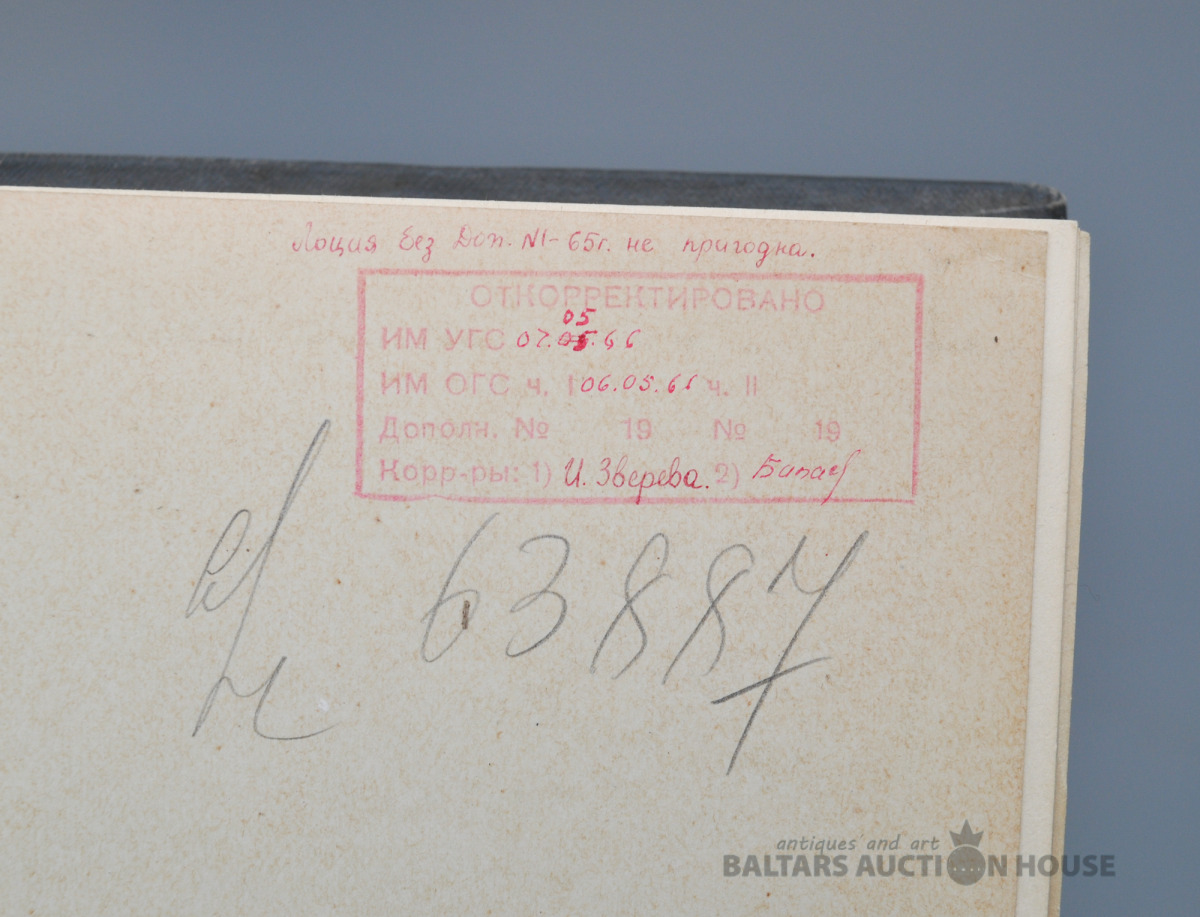 Лоция без Доп. №1-65г. не пригодна.
ОТКОРРЕКТИРОВАНО
05
ИМ УГС 07.05.66
ИМ ОГС ч. I 06.05.66 ч. II
Дополн. № 19 № 19
Корр-ры: 1) И. Зверева. 2)
63887
antiques and art
BALTARS AUCTION HOUSE